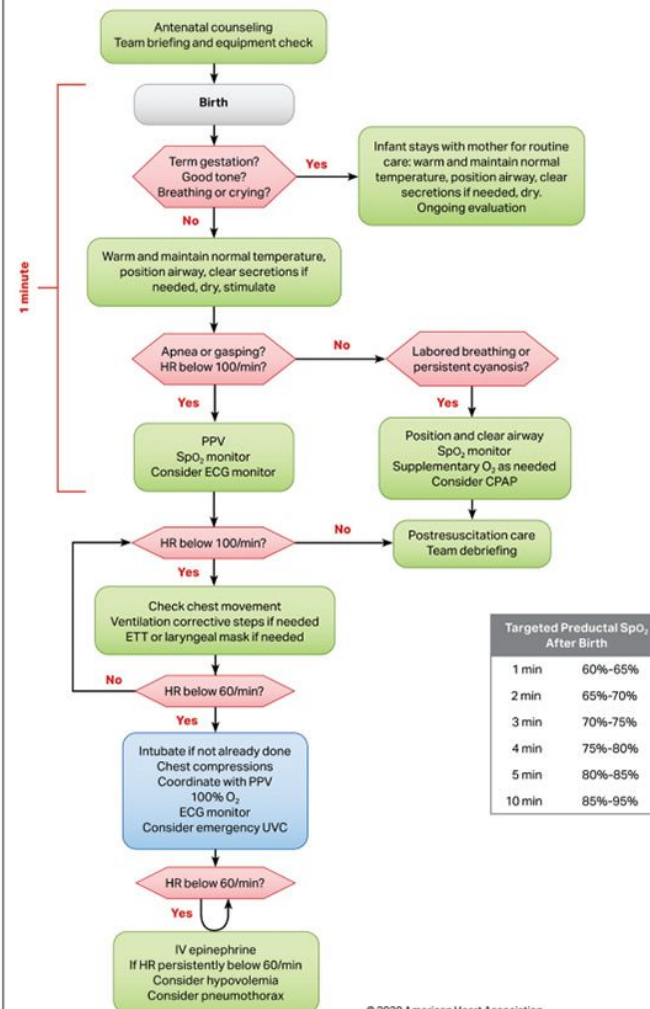 Antenatal counseling
Team briefing and equipment check
Birth
1 minute
Term gestation?
Good tone?
Breathing or crying?
Yes
Infant stays with mother for routine
care: warm and maintain normal
temperature, position airway, clear
secretions if needed, dry.
Ongoing evaluation
No
Warm and maintain normal temperature,
position airway, clear secretions if
needed, dry, stimulate
Apnea or gasping?
HR below 100/min?
No
Labored breathing or
persistent cyanosis?
Yes
Yes
PPV
SpO₂ monitor
Consider ECG monitor
Position and clear airway
SpO₂ monitor
Supplementary O₂ as needed
Consider CPAP
HR below 100/min?
No
Postresuscitation care
Team debriefing
Yes
Check chest movement
Ventilation corrective steps if needed
ETT or laryngeal mask if needed
No
HR below 60/min?
Yes
Intubate if not already done
Chest compressions
Coordinate with PPV
100% O₂
ECG monitor
Consider emergency UVC
HR below 60/min?
Yes
IV epinephrine
If HR persistently below 60/min
Consider hypovolemia
Consider pneumothorax
Targeted Preductal SpO₂
After Birth
1 min 60%-65%
2 min 65%-70%
3 min 70%-75%
4 min 75%-80%
5 min 80%-85%
10 min 85%-95%
© 2020 American Heart Association